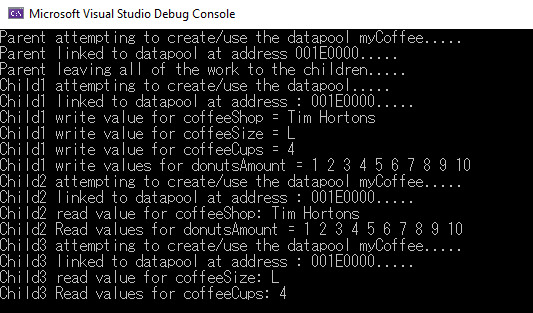 Microsoft Visual Studio Debug Console
Parent attempting to create/use the datapool myCoffee.....
Parent linked to datapool at address 001E0000.....
Parent leaving all of the work to the children.....
Child1 attempting to create/use the datapool.....
Child1 linked to datapool at address : 001E0000.....
Child1 write value for coffeeShop = Tim Hortons
Child1 write value for coffeeSize = L
Child1 write value for coffeeCups = 4
Child1 write values for donutsAmount = 1 2 3 4 5 6 7 8 9 10
Child2 attempting to create/use the datapool myCoffee.....
Child2 linked to datapool at address : 001E0000.....
Child2 read value for coffeeShop: Tim Hortons
Child2 Read values for donutsAmount = 1 2 3 4 5 6 7 8 9 10
Child3 attempting to create/use the datapool myCoffee.....
Child3 linked to datapool at address : 001E0000.....
Child3 read value for coffeeSize: L
Child3 Read values for coffeeCups: 4